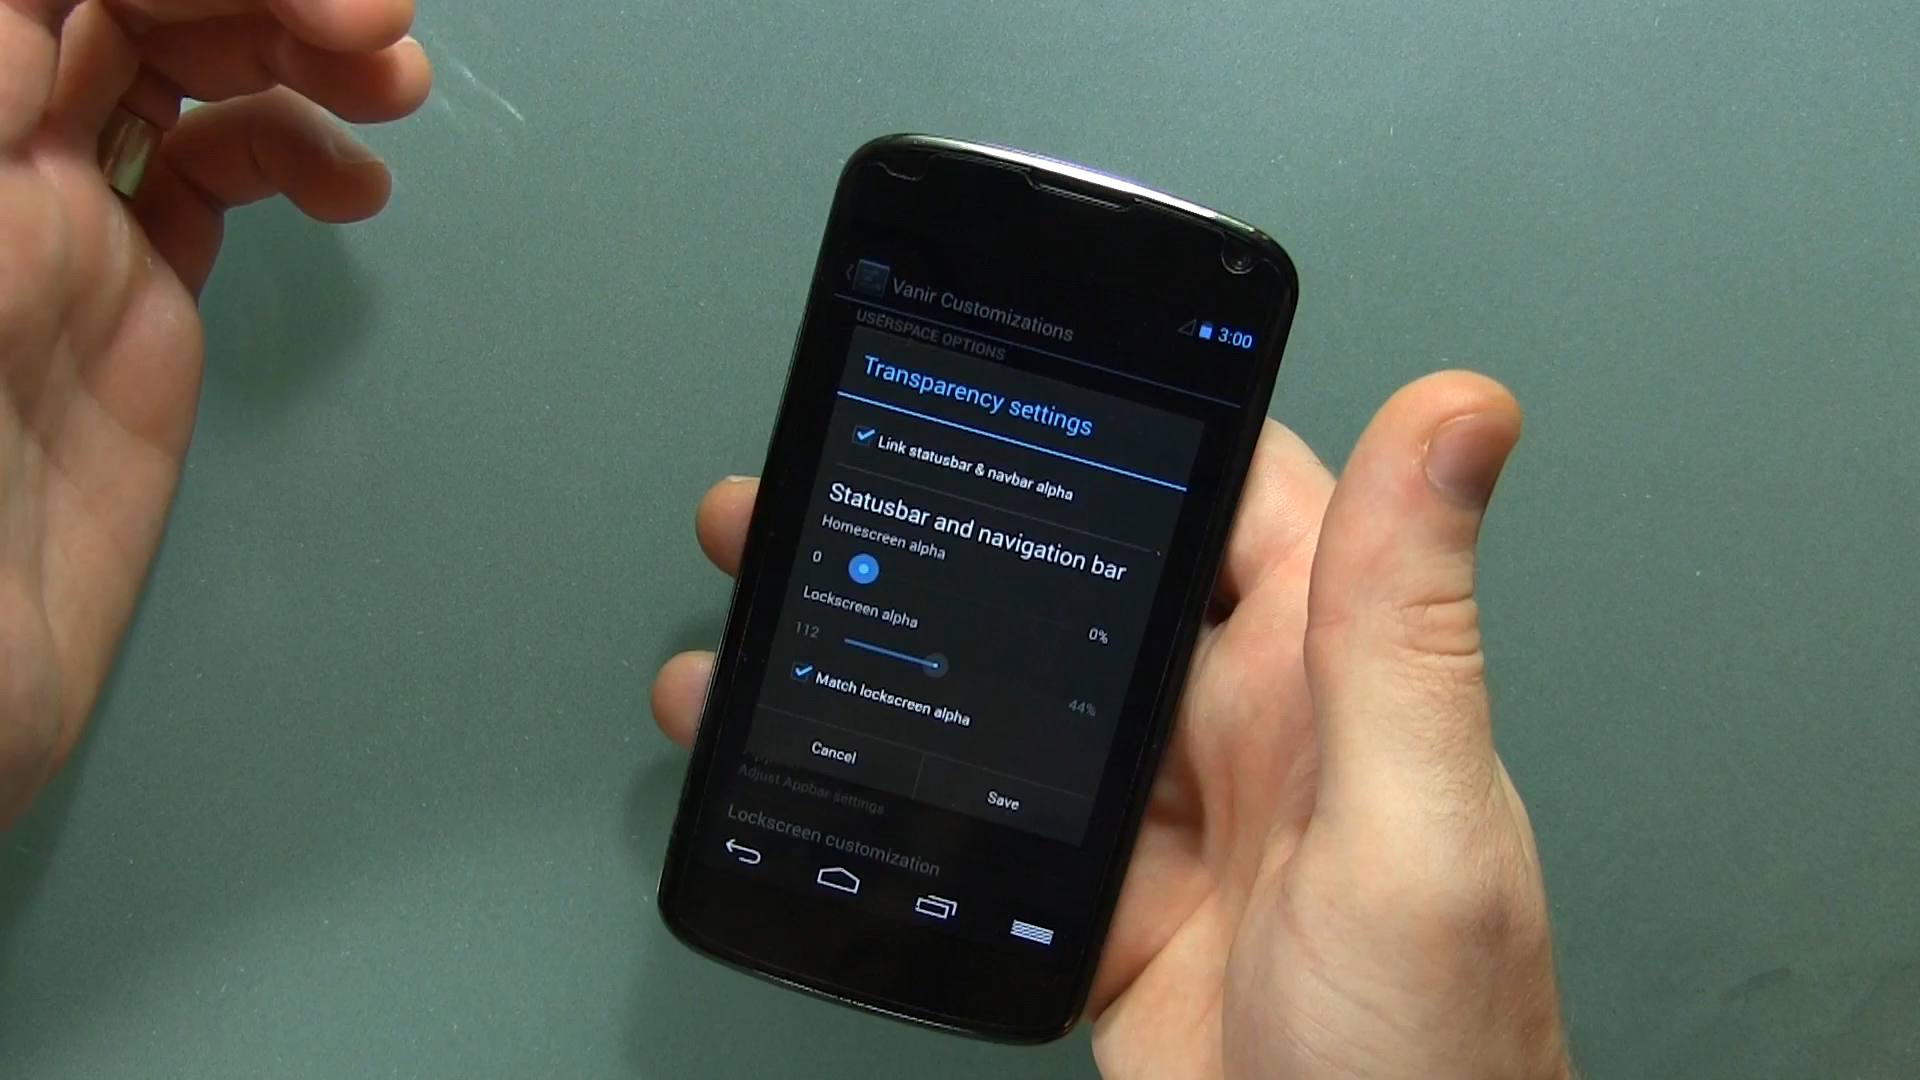 Vanir Customizations
3:00
USERSPACE OPTIONS
Transparency settings
Link statusbar & navbar alpha
Statusbar and navigation bar
Homescreen alpha
0
0%
Lockscreen alpha
112
44%
Match lockscreen alpha
Cancel
Save
Adjust Appbar settings
Lockscreen customization